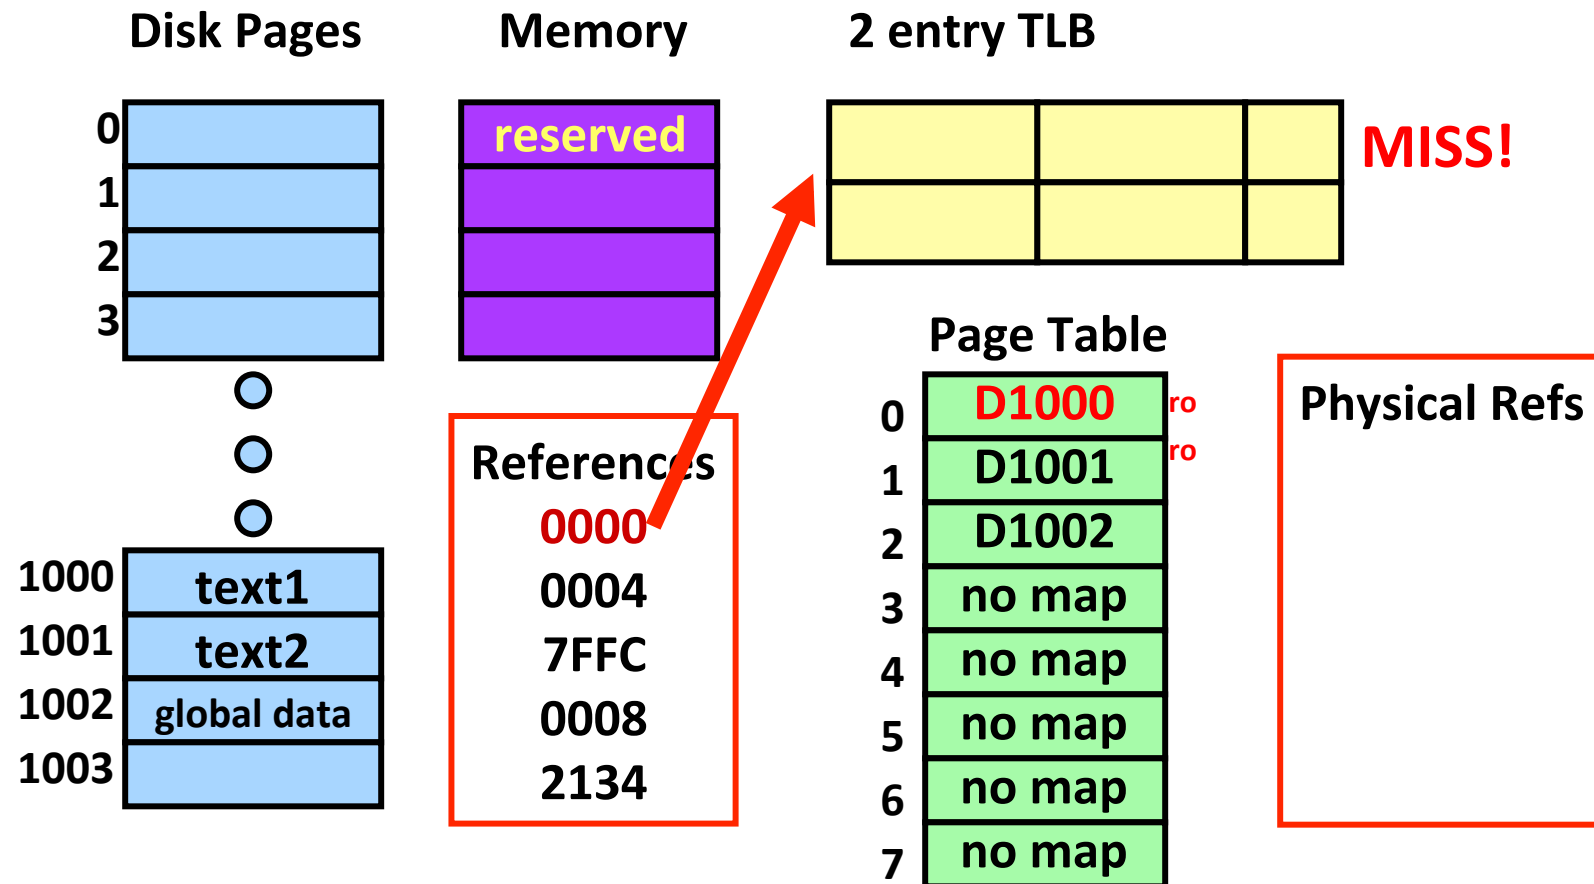 Disk Pages
Memory
2 entry TLB
0
1
2
3
reserved
MISS!
1000 text1
1001 text2
1002 global data
1003
References
0000
0004
7FFC
0008
2134
Page Table
0 D1000 ro
1 D1001 ro
2 D1002
3 no map
4 no map
5 no map
6 no map
7 no map
Physical Refs